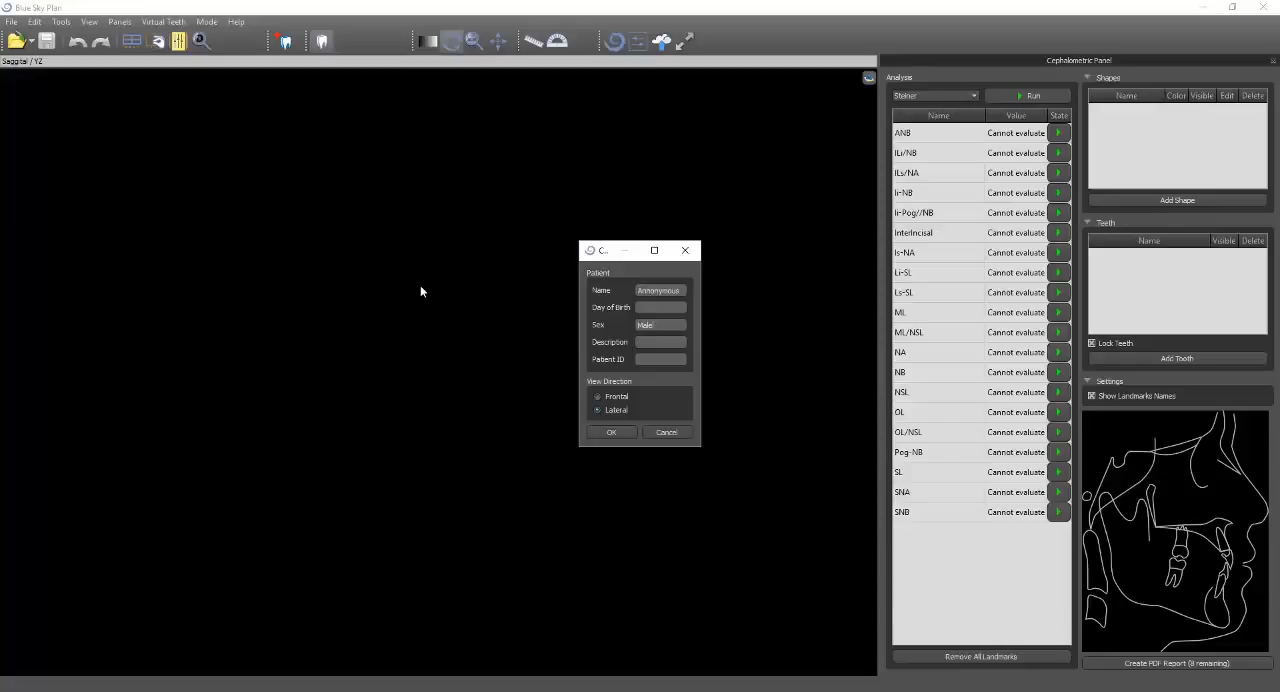 Blue Sky Plan
File Edit Tools View Panels Virtual Teeth Mode Help
Saggital / YZ
Cephalometric Panel
Analysis
Steiner
Run
Name Value State
ANB Cannot evaluate
ILi/NB Cannot evaluate
ILs/NA Cannot evaluate
Ii-NB Cannot evaluate
Ii-Pog//NB Cannot evaluate
InterIncisal Cannot evaluate
Is-NA Cannot evaluate
Li-SL Cannot evaluate
Ls-SL Cannot evaluate
ML Cannot evaluate
ML/NSL Cannot evaluate
NA Cannot evaluate
NB Cannot evaluate
NSL Cannot evaluate
OL Cannot evaluate
OL/NSL Cannot evaluate
Pog-NB Cannot evaluate
SL Cannot evaluate
SNA Cannot evaluate
SNB Cannot evaluate
Remove All Landmarks
Shapes
Name Color Visible Edit Delete
Add Shape
Teeth
Name Visible Delete
Lock Teeth
Add Tooth
Settings
Show Landmarks Names
Create PDF Report (8 remaining)
C...
Patient
Name Annonymous
Day of Birth
Sex Male
Description
Patient ID
View Direction
Frontal
Lateral
OK Cancel